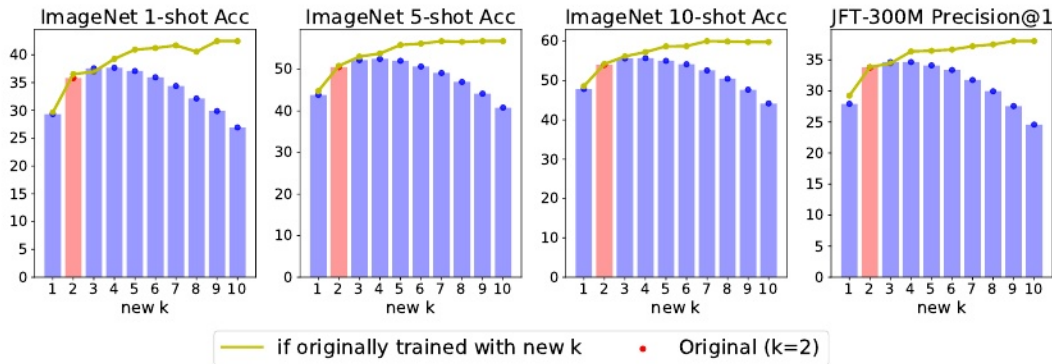 ImageNet 1-shot Acc
40
35
30
25
20
15
10
5
0
1 2 3 4 5 6 7 8 9 10
new k
ImageNet 5-shot Acc
50
40
30
20
10
0
1 2 3 4 5 6 7 8 9 10
new k
ImageNet 10-shot Acc
60
50
40
30
20
10
0
1 2 3 4 5 6 7 8 9 10
new k
JFT-300M Precision@1
35
30
25
20
15
10
5
0
1 2 3 4 5 6 7 8 9 10
new k
if originally trained with new k
Original (k=2)